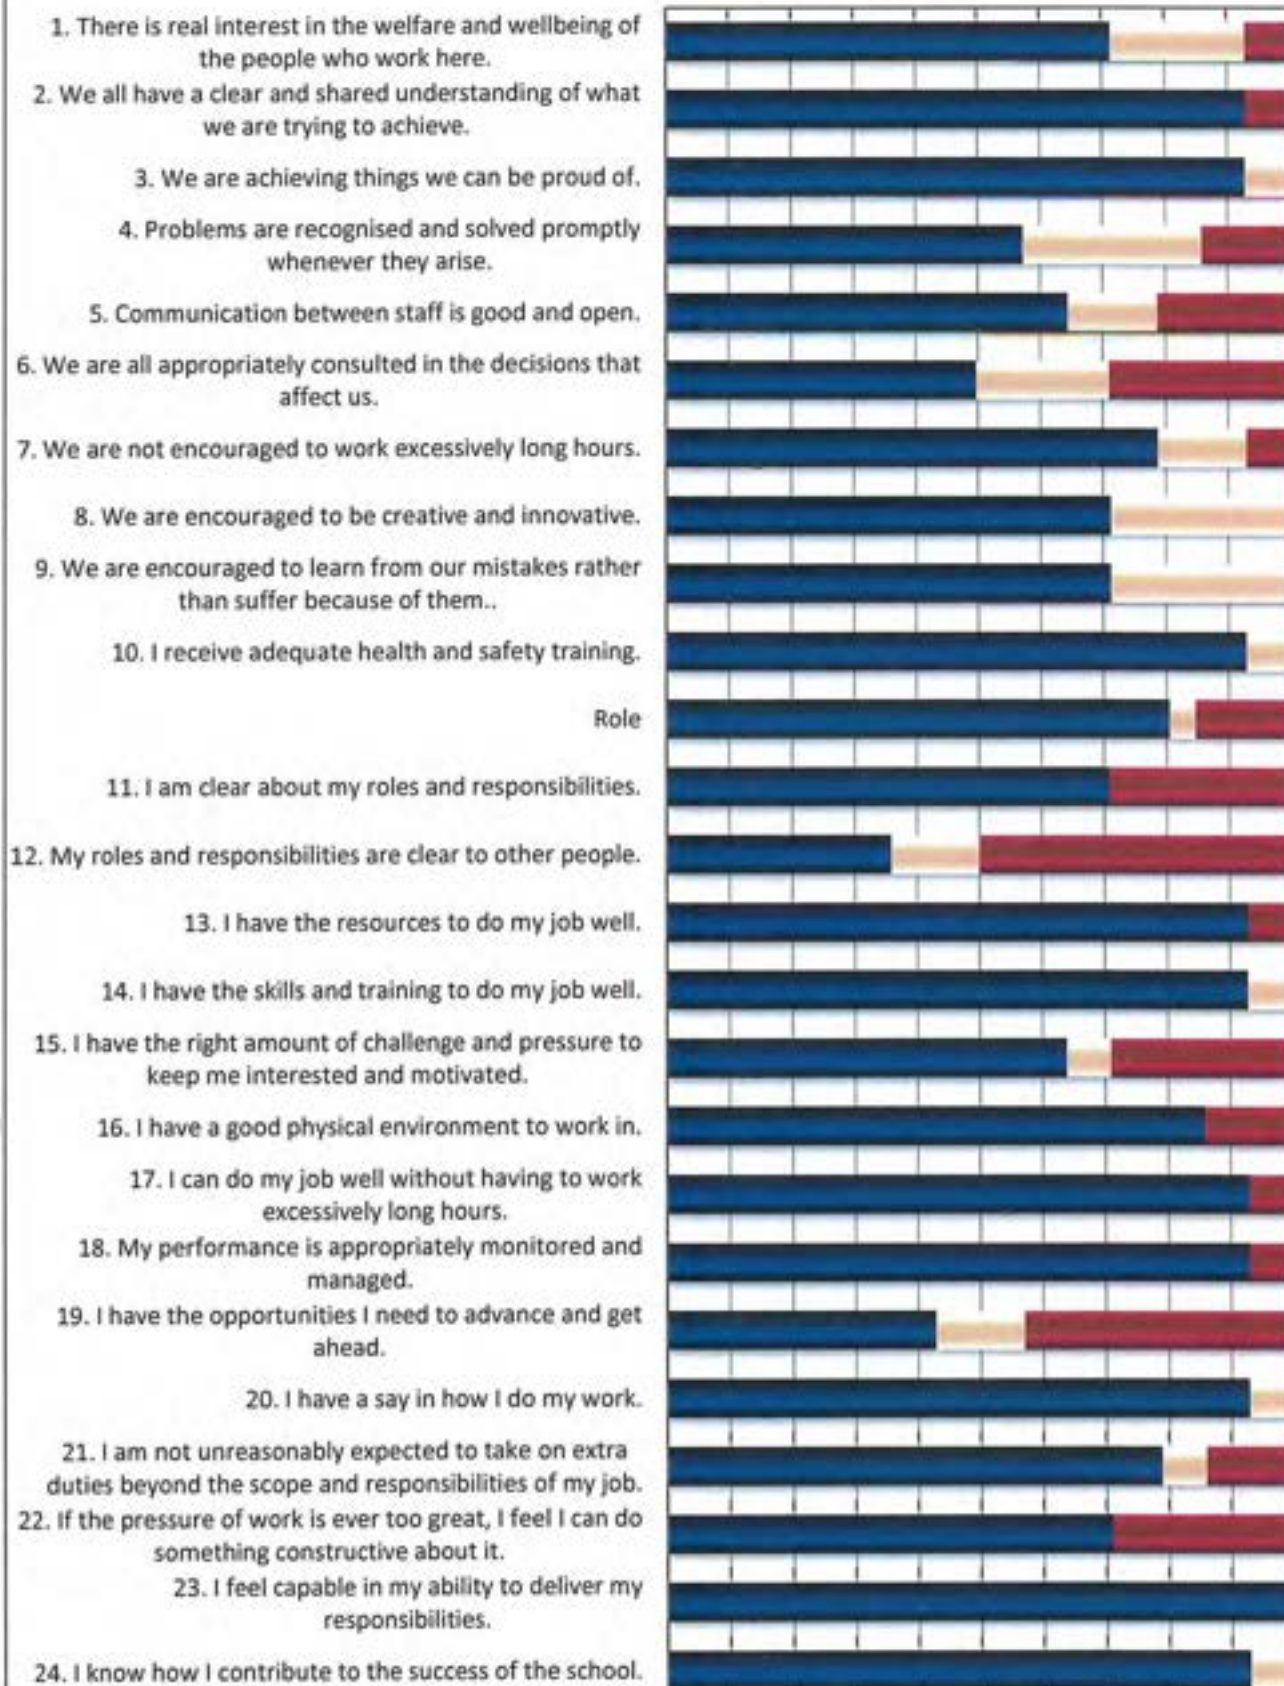 1. There is real interest in the welfare and wellbeing of
the people who work here.
2. We all have a clear and shared understanding of what
we are trying to achieve.
3. We are achieving things we can be proud of.
4. Problems are recognised and solved promptly
whenever they arise.
5. Communication between staff is good and open.
6. We are all appropriately consulted in the decisions that
affect us.
7. We are not encouraged to work excessively long hours.
8. We are encouraged to be creative and innovative.
9. We are encouraged to learn from our mistakes rather
than suffer because of them..
10. I receive adequate health and safety training.
Role
11. I am clear about my roles and responsibilities.
12. My roles and responsibilities are clear to other people.
13. I have the resources to do my job well.
14. I have the skills and training to do my job well.
15. I have the right amount of challenge and pressure to
keep me interested and motivated.
16. I have a good physical environment to work in.
17. I can do my job well without having to work
excessively long hours.
18. My performance is appropriately monitored and
managed.
19. I have the opportunities I need to advance and get
ahead.
20. I have a say in how I do my work.
21. I am not unreasonably expected to take on extra
duties beyond the scope and responsibilities of my job.
22. If the pressure of work is ever too great, I feel I can do
something constructive about it.
23. I feel capable in my ability to deliver my
responsibilities.
24. I know how I contribute to the success of the school.